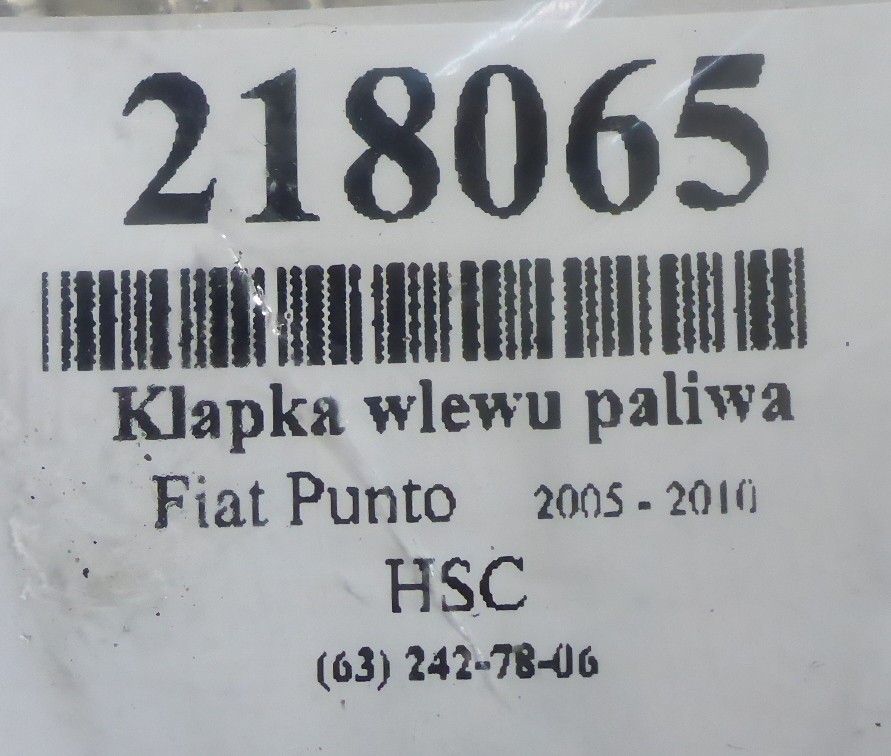 218065
Klapka wlewu paliwa
Fiat Punto 2005 - 2010
HSC
(63) 242-78-06